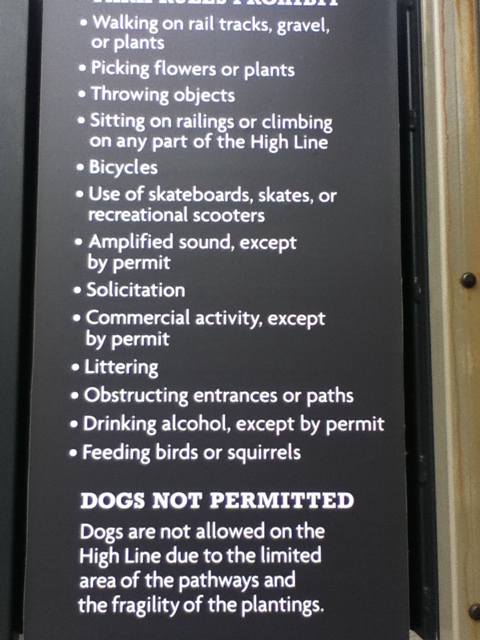 PARK RULES PROHIBIT
• Walking on rail tracks, gravel,
or plants
• Picking flowers or plants
• Throwing objects
• Sitting on railings or climbing
on any part of the High Line
• Bicycles
• Use of skateboards, skates, or
recreational scooters
• Amplified sound, except
by permit
• Solicitation
• Commercial activity, except
by permit
• Littering
• Obstructing entrances or paths
• Drinking alcohol, except by permit
• Feeding birds or squirrels
DOGS NOT PERMITTED
Dogs are not allowed on the
High Line due to the limited
area of the pathways and
the fragility of the plantings.